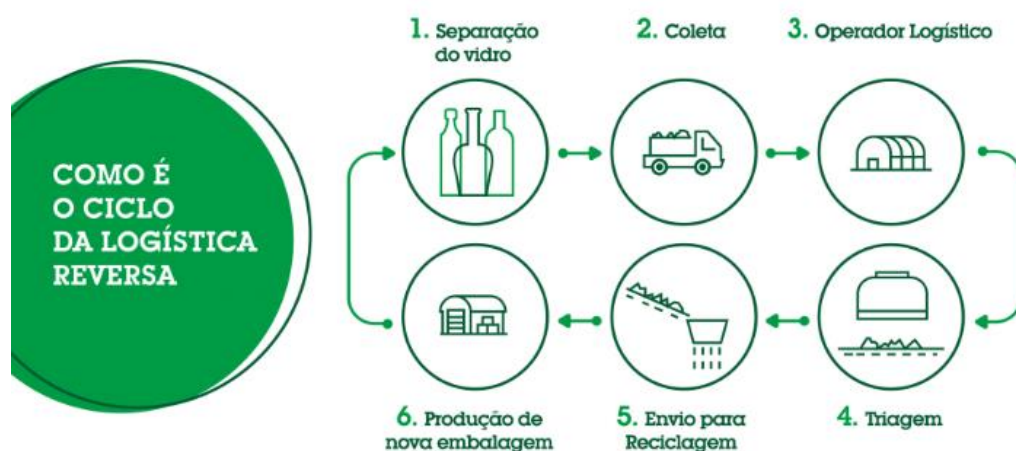 COMO É
O CICLO
DA LOGÍSTICA
REVERSA
1. Separação
do vidro
2. Coleta
3. Operador Logístico
4. Triagem
5. Envio para
Reciclagem
6. Produção de
nova embalagem